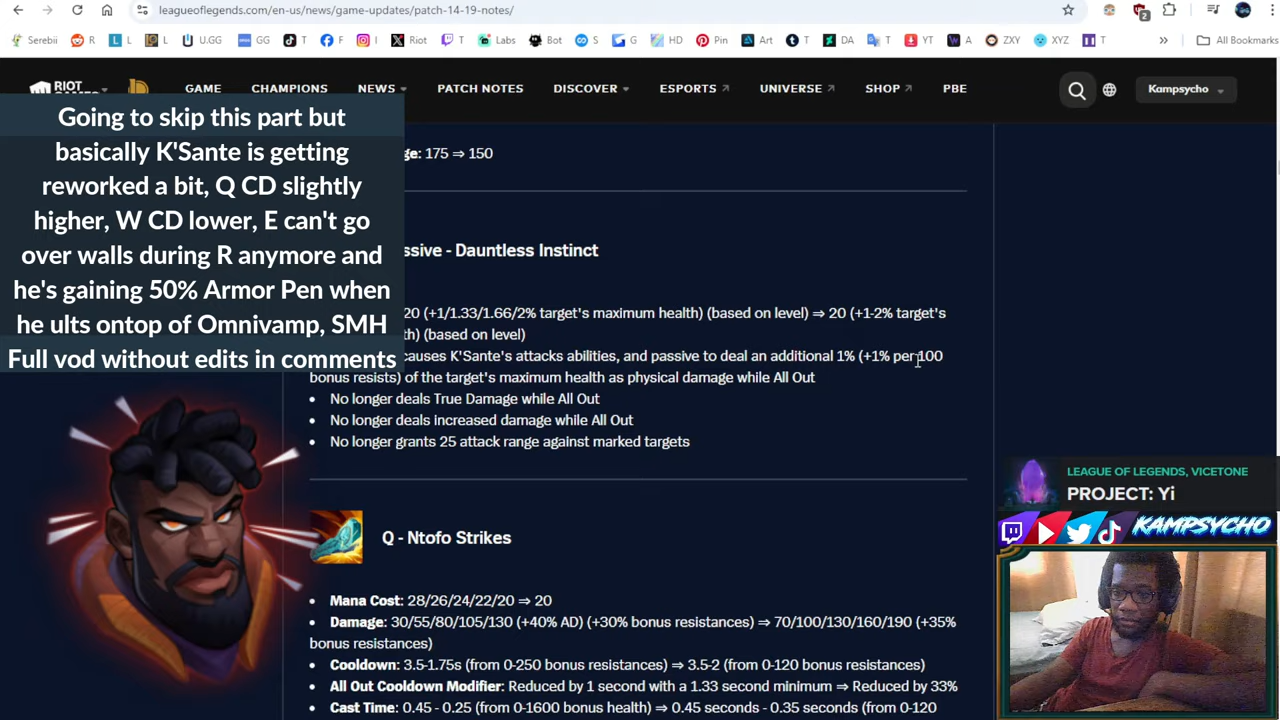 leagueoflegends.com/en-us/news/game-updates/patch-14-19-notes/
2
Serebii R L L U.GG GG T F I Riot T Labs Bot S G HD Pin Art T DA T YT A ZXY XYZ T » All Bookmarks
RIOT GAME CHAMPIONS NEWS PATCH NOTES DISCOVER ESPORTS UNIVERSE SHOP PBE Kampsycho
Going to skip this part but
basically K'Sante is getting
reworked a bit, Q CD slightly
higher, W CD lower, E can't go
over walls during R anymore and
he's gaining 50% Armor Pen when
he ults ontop of Omnivamp, SMH
Full vod without edits in comments
ge: 175 ⇒ 150
ssive - Dauntless Instinct
20 (+1/1.33/1.66/2% target's maximum health) (based on level) ⇒ 20 (+1-2% target's
th) (based on level)
causes K'Sante's attacks abilities, and passive to deal an additional 1% (+1% per 100
bonus resists) of the target's maximum health as physical damage while All Out
• No longer deals True Damage while All Out
• No longer deals increased damage while All Out
• No longer grants 25 attack range against marked targets
Q - Ntofo Strikes
• Mana Cost: 28/26/24/22/20 ⇒ 20
• Damage: 30/55/80/105/130 (+40% AD) (+30% bonus resistances) ⇒ 70/100/130/160/190 (+35%
bonus resistances)
• Cooldown: 3.5-1.75s (from 0-250 bonus resistances) ⇒ 3.5-2 (from 0-120 bonus resistances)
• All Out Cooldown Modifier: Reduced by 1 second with a 1.33 second minimum ⇒ Reduced by 33%
• Cast Time: 0.45 - 0.25 (from 0-1600 bonus health) ⇒ 0.45 seconds - 0.35 seconds (from 0-120
LEAGUE OF LEGENDS, VICETONE
PROJECT: Yi
KAMPSYCHO